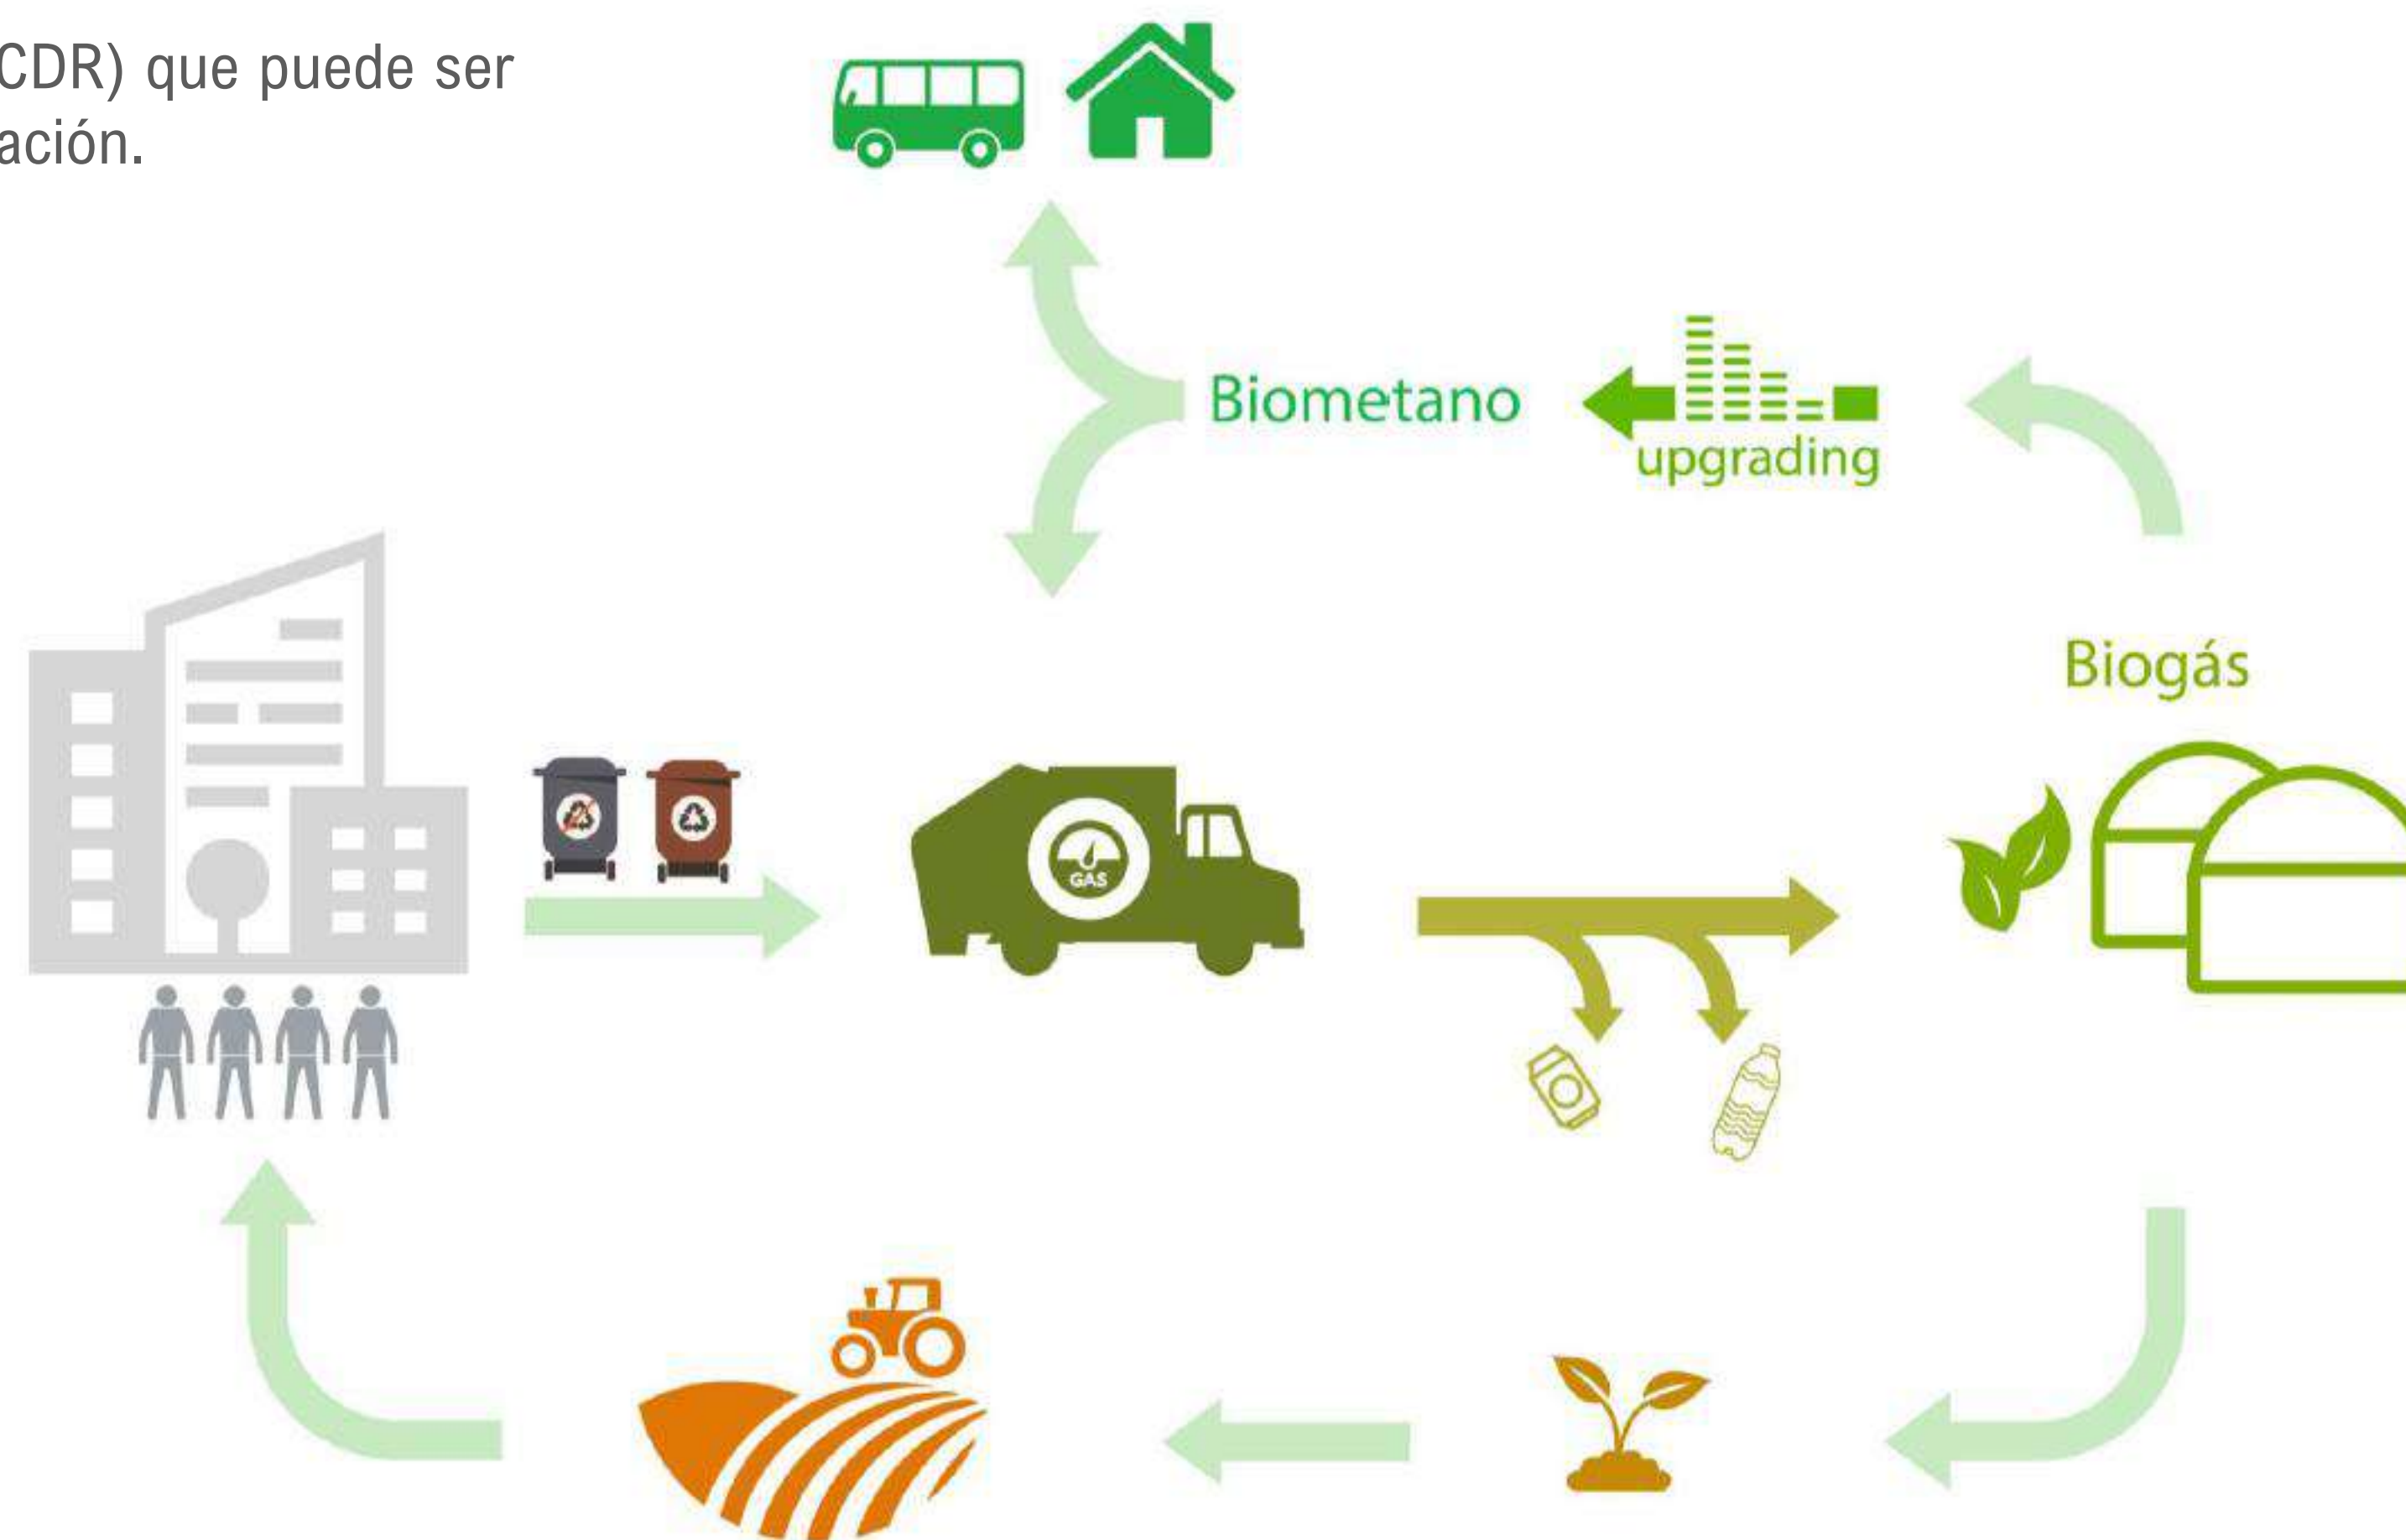 CDR) que puede ser
ación.
Biometano
upgrading
Biogás
GAS